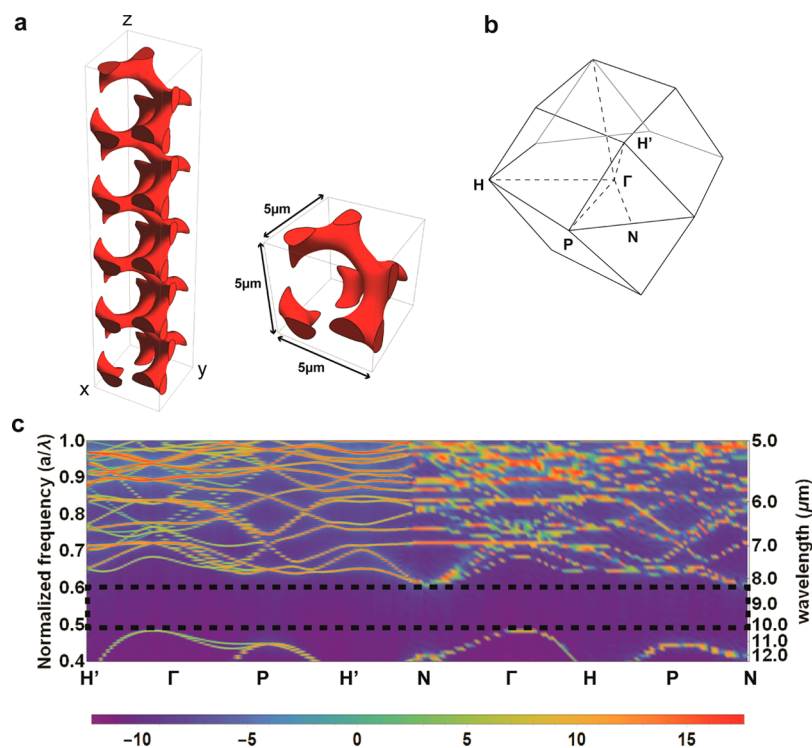 a
z
5μm
5μm
5μm
x
y
b
H'
H
Γ
P
N
c
Normalized frequency (a/λ)
1.0
0.9
0.8
0.7
0.6
0.5
0.4
5.0
6.0
7.0
8.0
9.0
10.0
11.0
12.0
wavelength (μm)
H' Γ P H' N Γ H P N
−10 −5 0 5 10 15